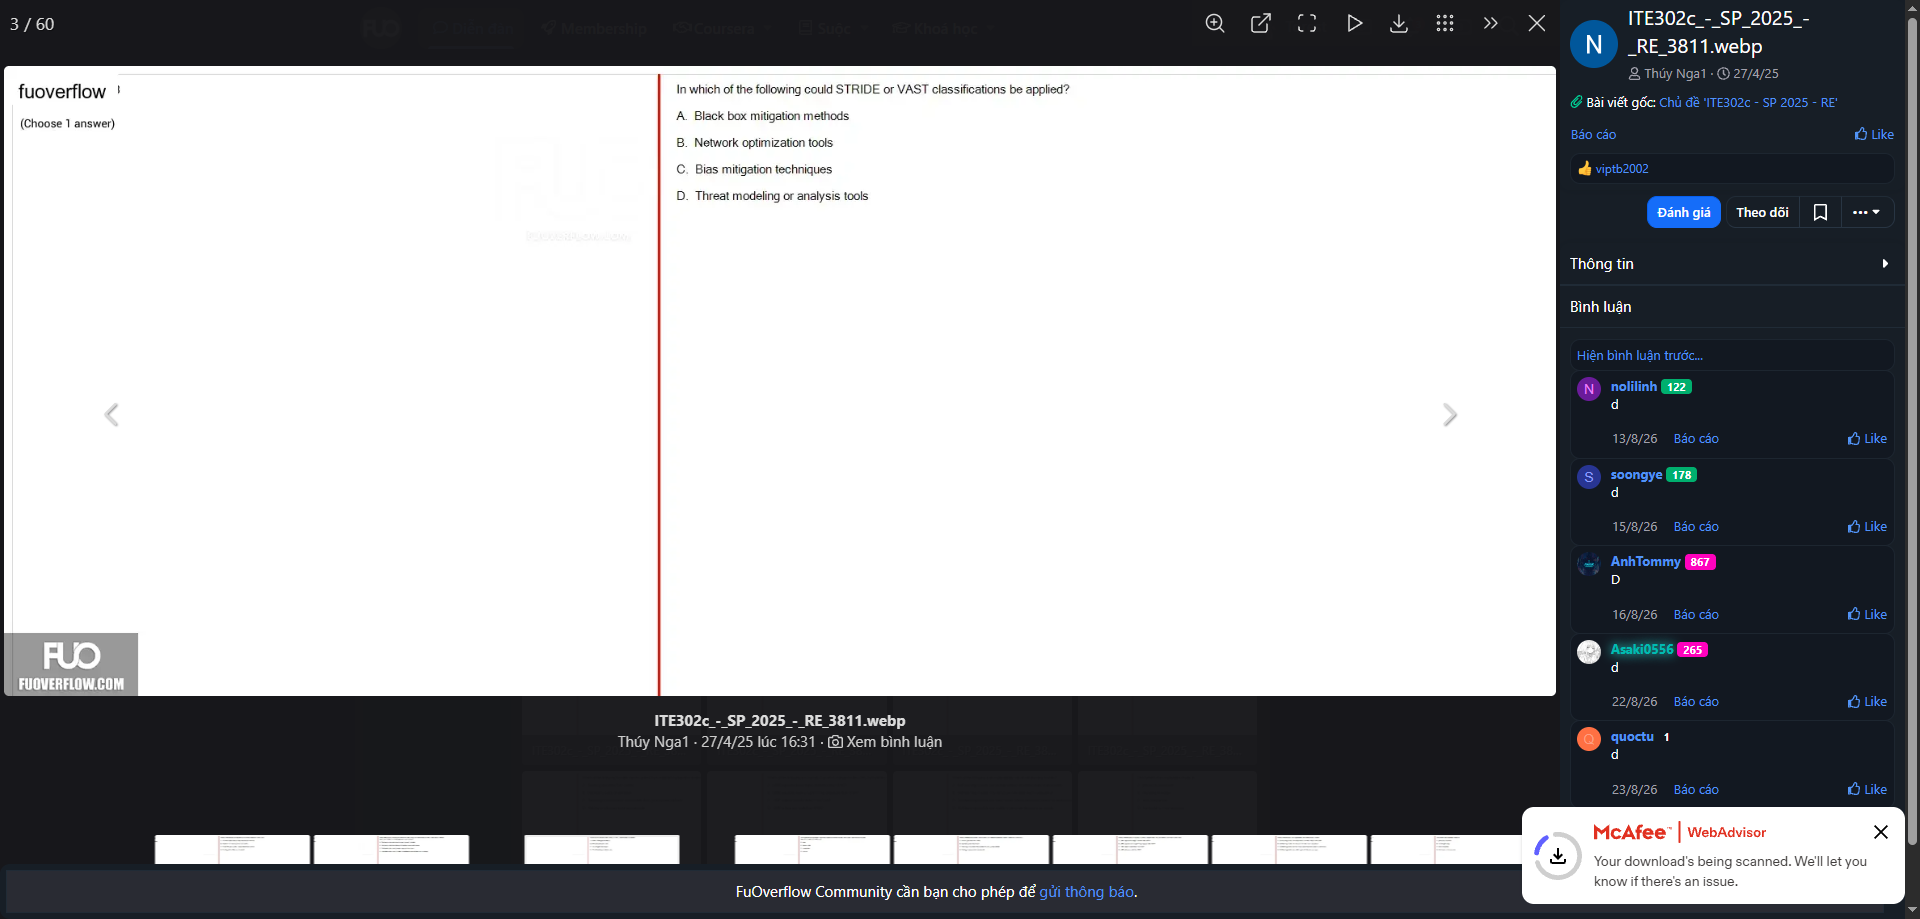 3 / 60
fuoverflow
(Choose 1 answer)
In which of the following could STRIDE or VAST classifications be applied?
A. Black box mitigation methods
B. Network optimization tools
C. Bias mitigation techniques
D. Threat modeling or analysis tools
FUO
FUOVERFLOW.COM
ITE302c_-_SP_2025_-_RE_3811.webp
Thúy Nga1 · 27/4/25 lúc 16:31 · Xem bình luận
FuOverflow Community cần bạn cho phép để gửi thông báo.
N
ITE302c_-_SP_2025_-
_RE_3811.webp
Thúy Nga1 · 27/4/25
Bài viết gốc: Chủ đề 'ITE302c - SP 2025 - RE'
Báo cáo Like
viptb2002
Đánh giá Theo dõi
Thông tin
Bình luận
Hiện bình luận trước...
N nolilinh 122
d
13/8/26 Báo cáo Like
S soongye 178
d
15/8/26 Báo cáo Like
AnhTommy 867
D
16/8/26 Báo cáo Like
Asaki0556 265
d
22/8/26 Báo cáo Like
Q quoctu 1
d
23/8/26 Báo cáo Like
McAfee™ | WebAdvisor
Your download's being scanned. We'll let you
know if there's an issue.